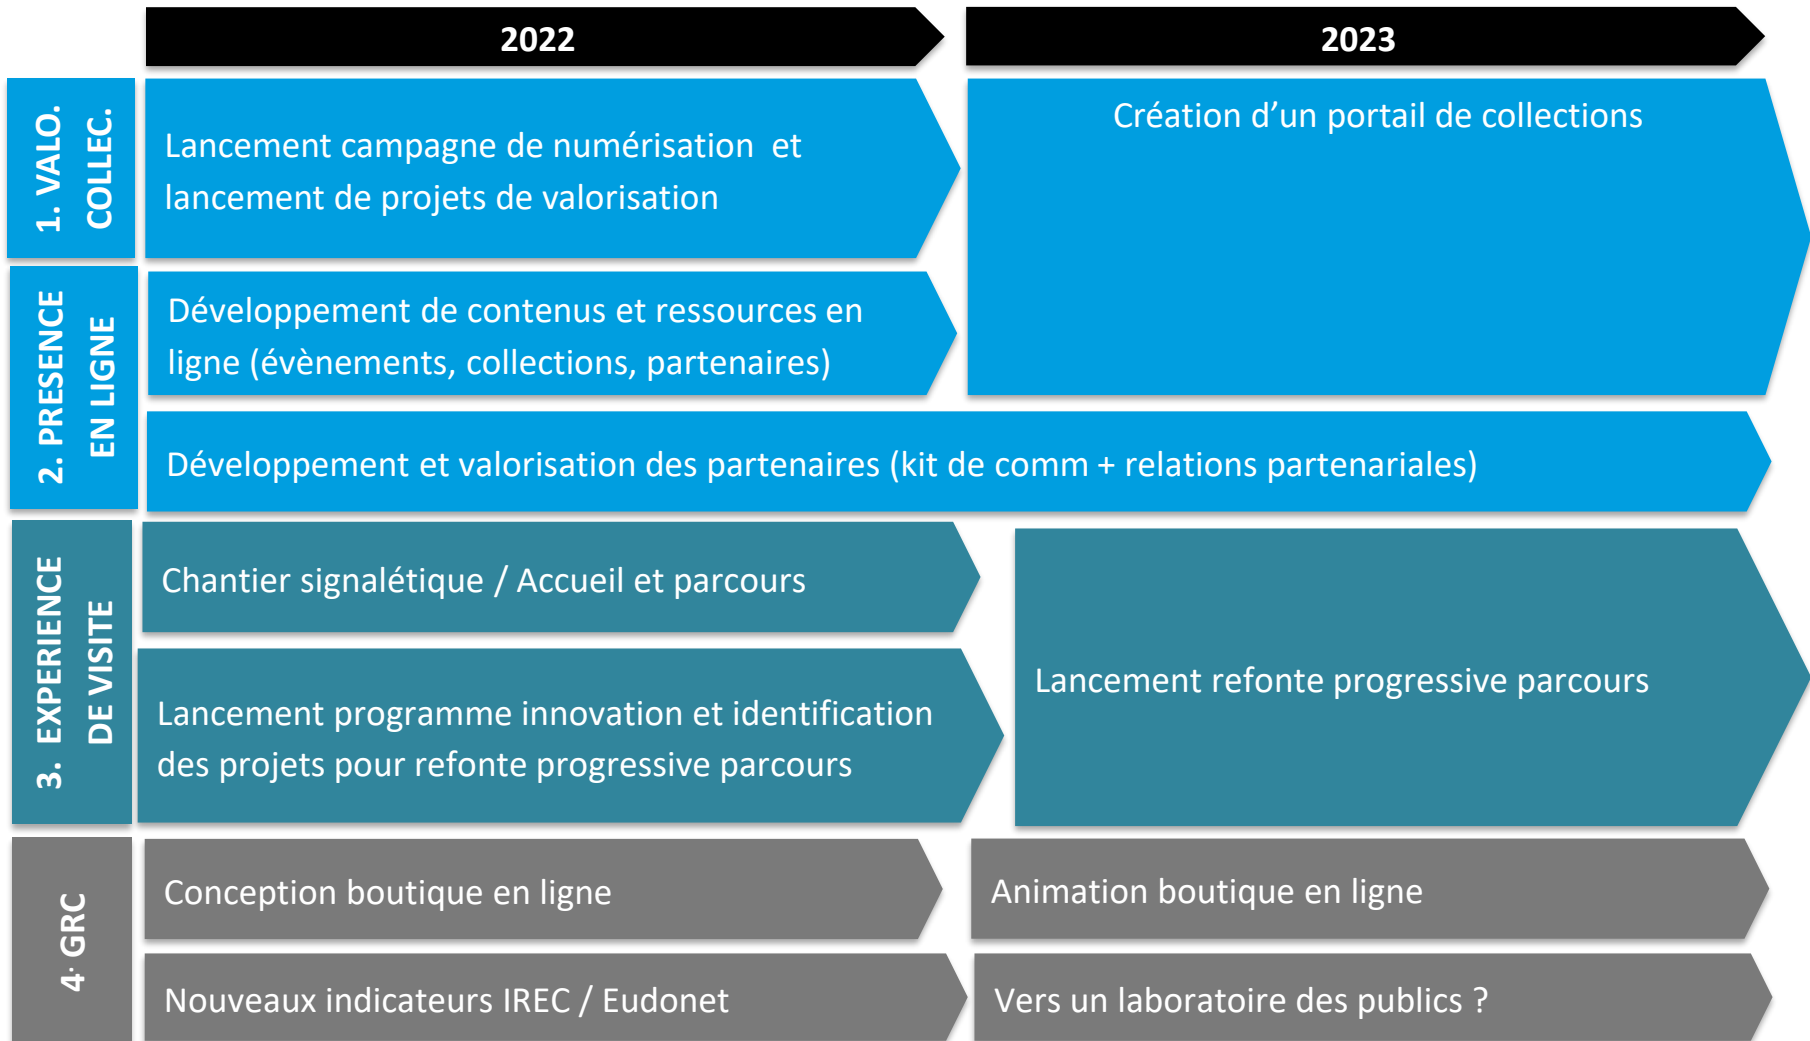 2022
2023
1. VALO.
COLLEC.
Lancement campagne de numérisation et
lancement de projets de valorisation
Création d’un portail de collections
2. PRESENCE
EN LIGNE
Développement de contenus et ressources en
ligne (évènements, collections, partenaires)
Développement et valorisation des partenaires (kit de comm + relations partenariales)
3. EXPERIENCE
DE VISITE
Chantier signalétique / Accueil et parcours
Lancement programme innovation et identification
des projets pour refonte progressive parcours
Lancement refonte progressive parcours
4. GRC
Conception boutique en ligne
Animation boutique en ligne
Nouveaux indicateurs IREC / Eudonet
Vers un laboratoire des publics ?